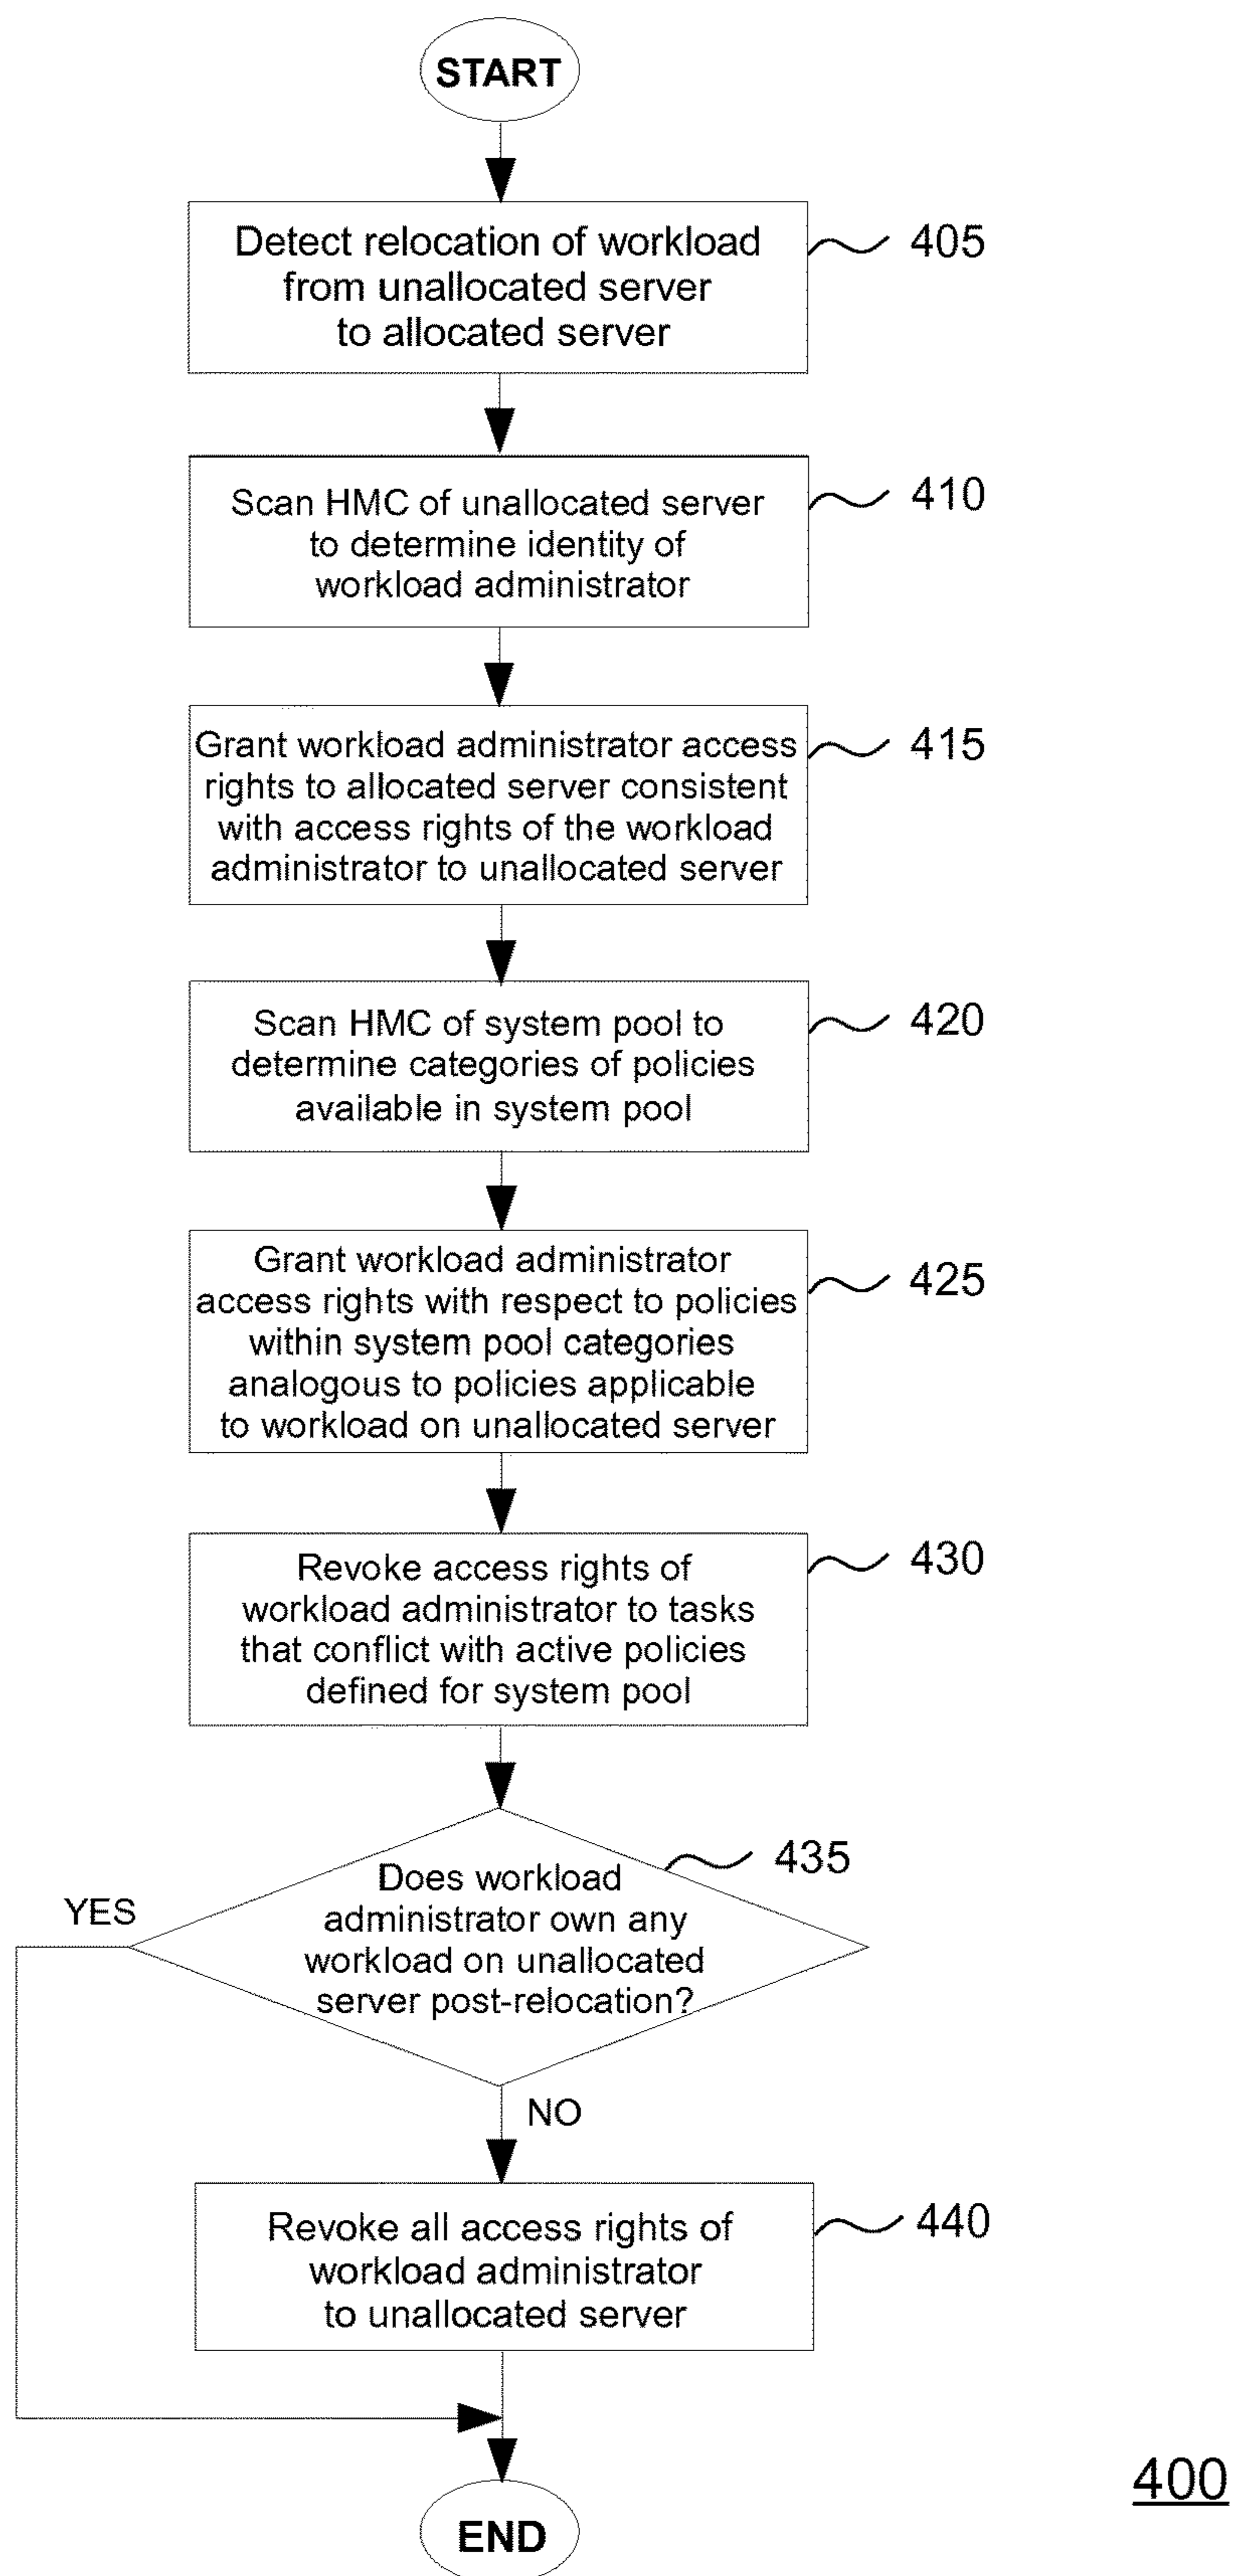 START
Detect relocation of workload
from unallocated server
to allocated server
405
Scan HMC of unallocated server
to determine identity of
workload administrator
410
Grant workload administrator access
rights to allocated server consistent
with access rights of the workload
administrator to unallocated server
415
Scan HMC of system pool to
determine categories of policies
available in system pool
420
Grant workload administrator
access rights with respect to policies
within system pool categories
analogous to policies applicable
to workload on unallocated server
425
Revoke access rights of
workload administrator to tasks
that conflict with active policies
defined for system pool
430
Does workload
administrator own any
workload on unallocated
server post-relocation?
435
YES
NO
Revoke all access rights of
workload administrator
to unallocated server
440
END
400